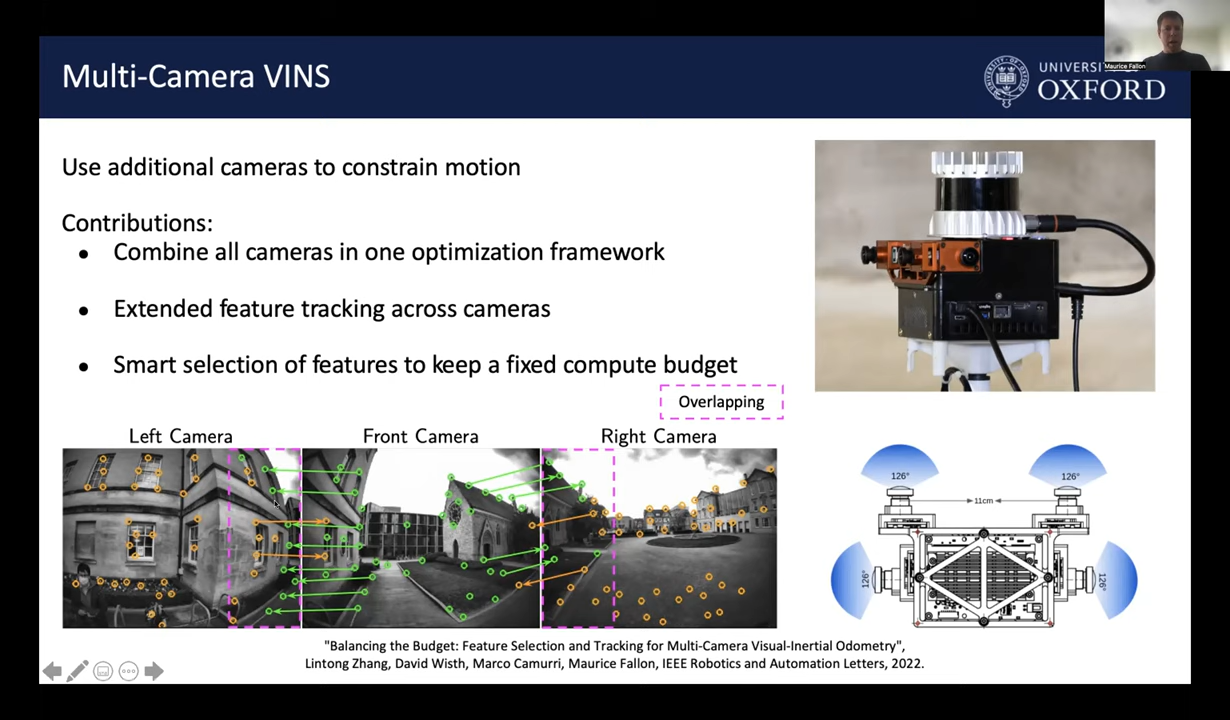 Maurice Fallon
Multi-Camera VINS
OXFORD
Use additional cameras to constrain motion
Contributions:
• Combine all cameras in one optimization framework
• Extended feature tracking across cameras
• Smart selection of features to keep a fixed compute budget
Overlapping
Left Camera
Front Camera
Right Camera
126°
126°
11cm
126°
126°
"Balancing the Budget: Feature Selection and Tracking for Multi-Camera Visual-Inertial Odometry",
Lintong Zhang, David Wisth, Marco Camurri, Maurice Fallon, IEEE Robotics and Automation Letters, 2022.